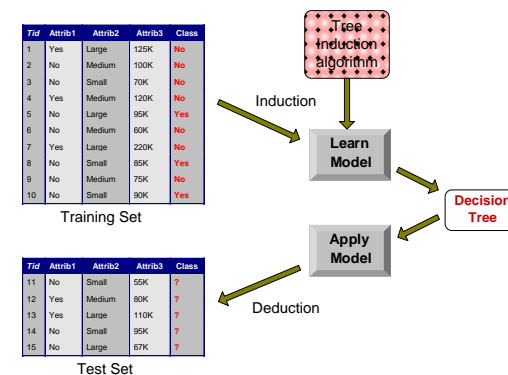 Tid Attrib1 Attrib2 Attrib3 Class
1 Yes Large 125K No
2 No Medium 100K No
3 No Small 70K No
4 Yes Medium 120K No
5 No Large 95K Yes
6 No Medium 60K No
7 Yes Large 220K No
8 No Small 85K Yes
9 No Medium 75K No
10 No Small 90K Yes
Training Set
Tree
Induction
algorithm
Induction
Learn
Model
Decision
Tree
Apply
Model
Deduction
Tid Attrib1 Attrib2 Attrib3 Class
11 No Small 55K ?
12 Yes Medium 80K ?
13 Yes Large 110K ?
14 No Small 95K ?
15 No Large 67K ?
Test Set